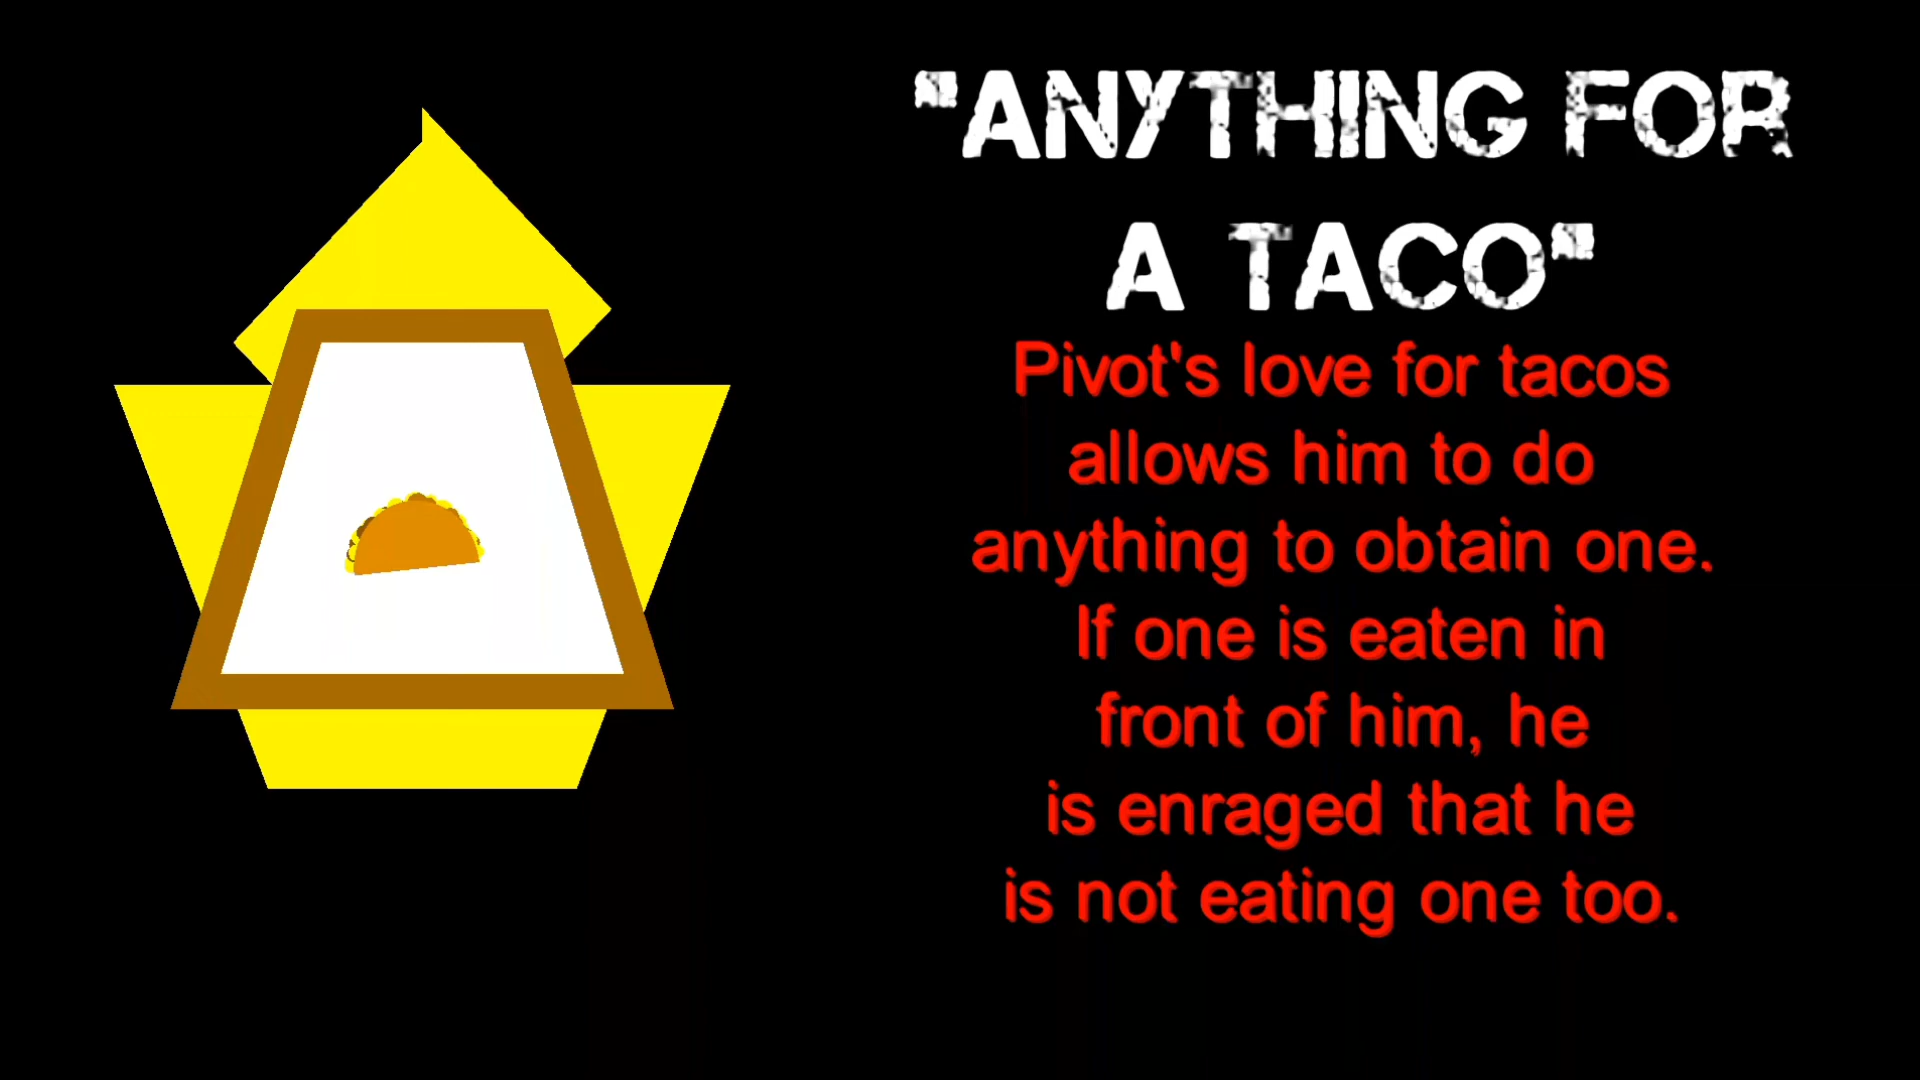 "ANYTHING FOR
A TACO"
Pivot's love for tacos
allows him to do
anything to obtain one.
If one is eaten in
front of him, he
is enraged that he
is not eating one too.